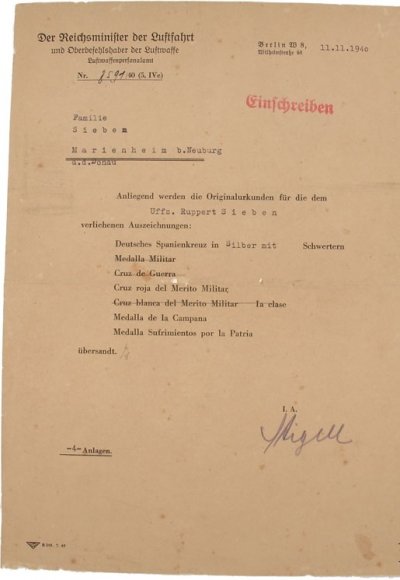 Der Reichsminister der Luftfahrt
und Oberbefehlshaber der Luftwaffe
Luftwaffenpersonalamt
Nr. 40 (5, IVe)
Berlin W 8, 11.11.1940
Einschreiben
Familie
Sieben
Marienheim b.Neuburg
a.d.Donau
Anliegend werden die Originalurkunden für die dem
Uffz. Ruppert Sieben
verliehenen Auszeichnungen:
Deutsches Spanienkreuz in Silber mit Schwertern
Medalla Militar
Cruz de Guerra
Cruz roja del Merito Militar
Cruz blanca del Merito Militar Ia clase
Medalla de la Campana
Medalla Sufrimientos por la Patria
übersandt.
I. A.
-4- Anlagen.